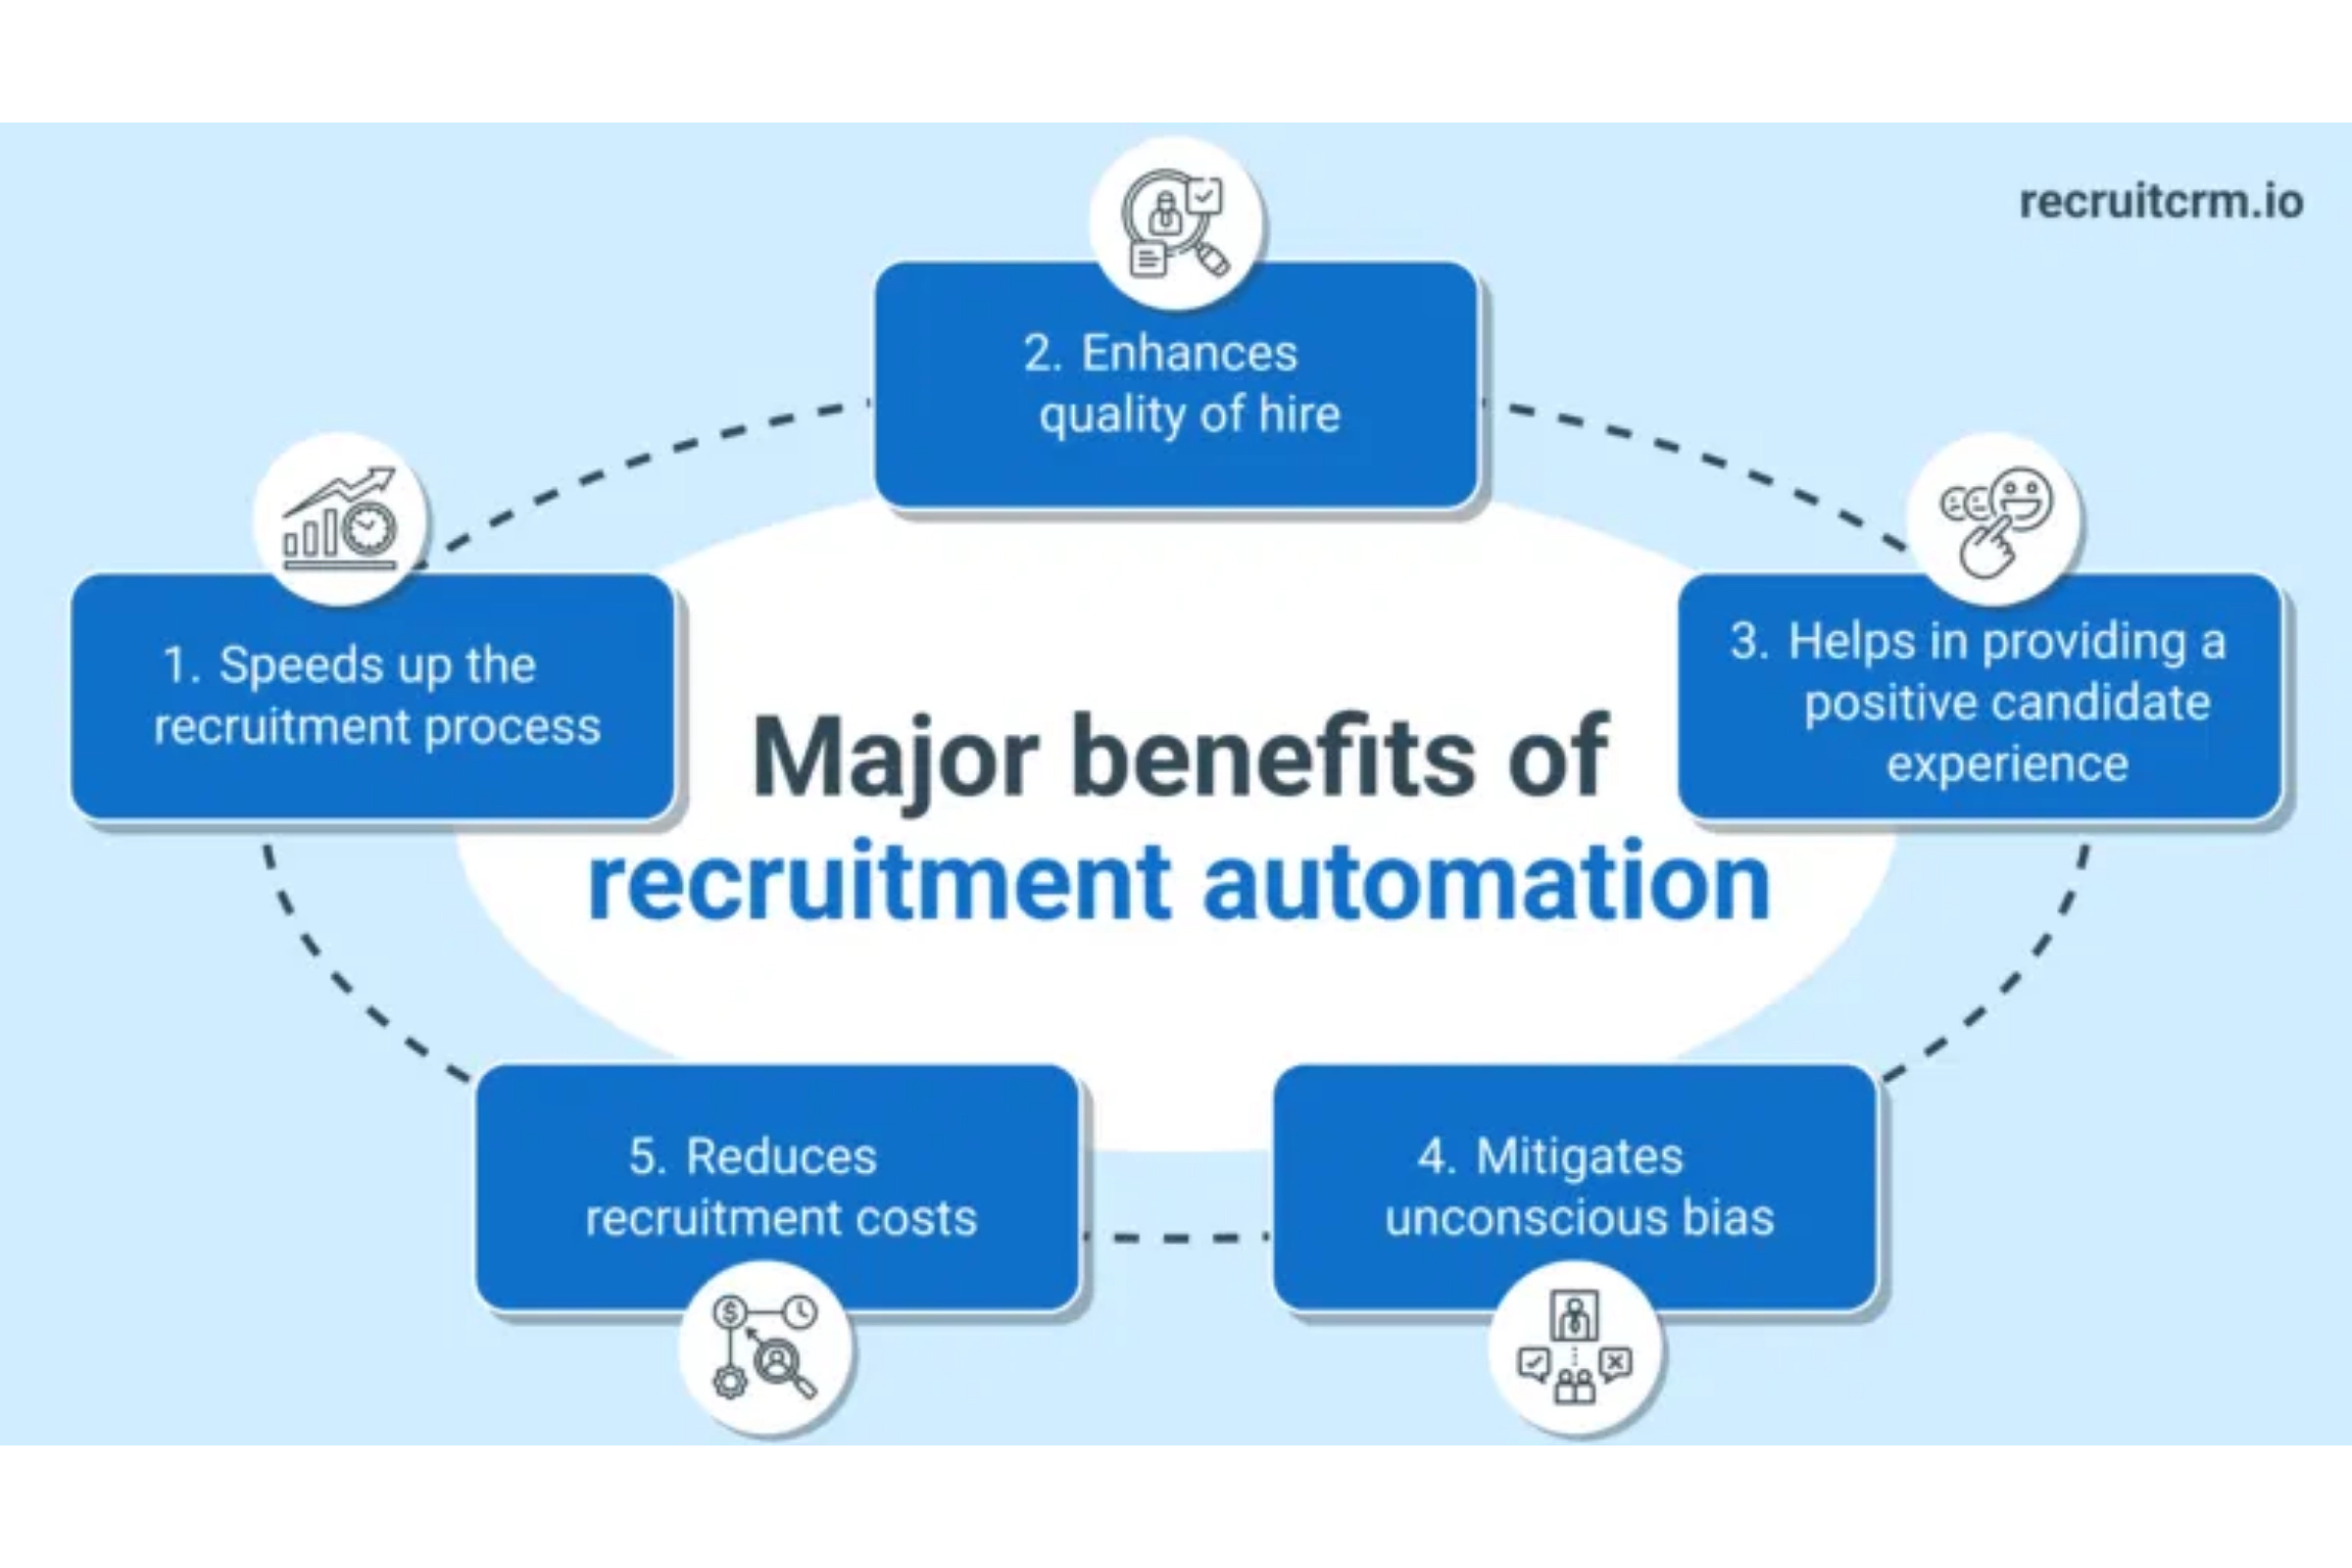 recruitcrm.io
Major benefits of
recruitment automation
1. Speeds up the
recruitment process
2. Enhances
quality of hire
3. Helps in providing a
positive candidate
experience
4. Mitigates
unconscious bias
5. Reduces
recruitment costs
$